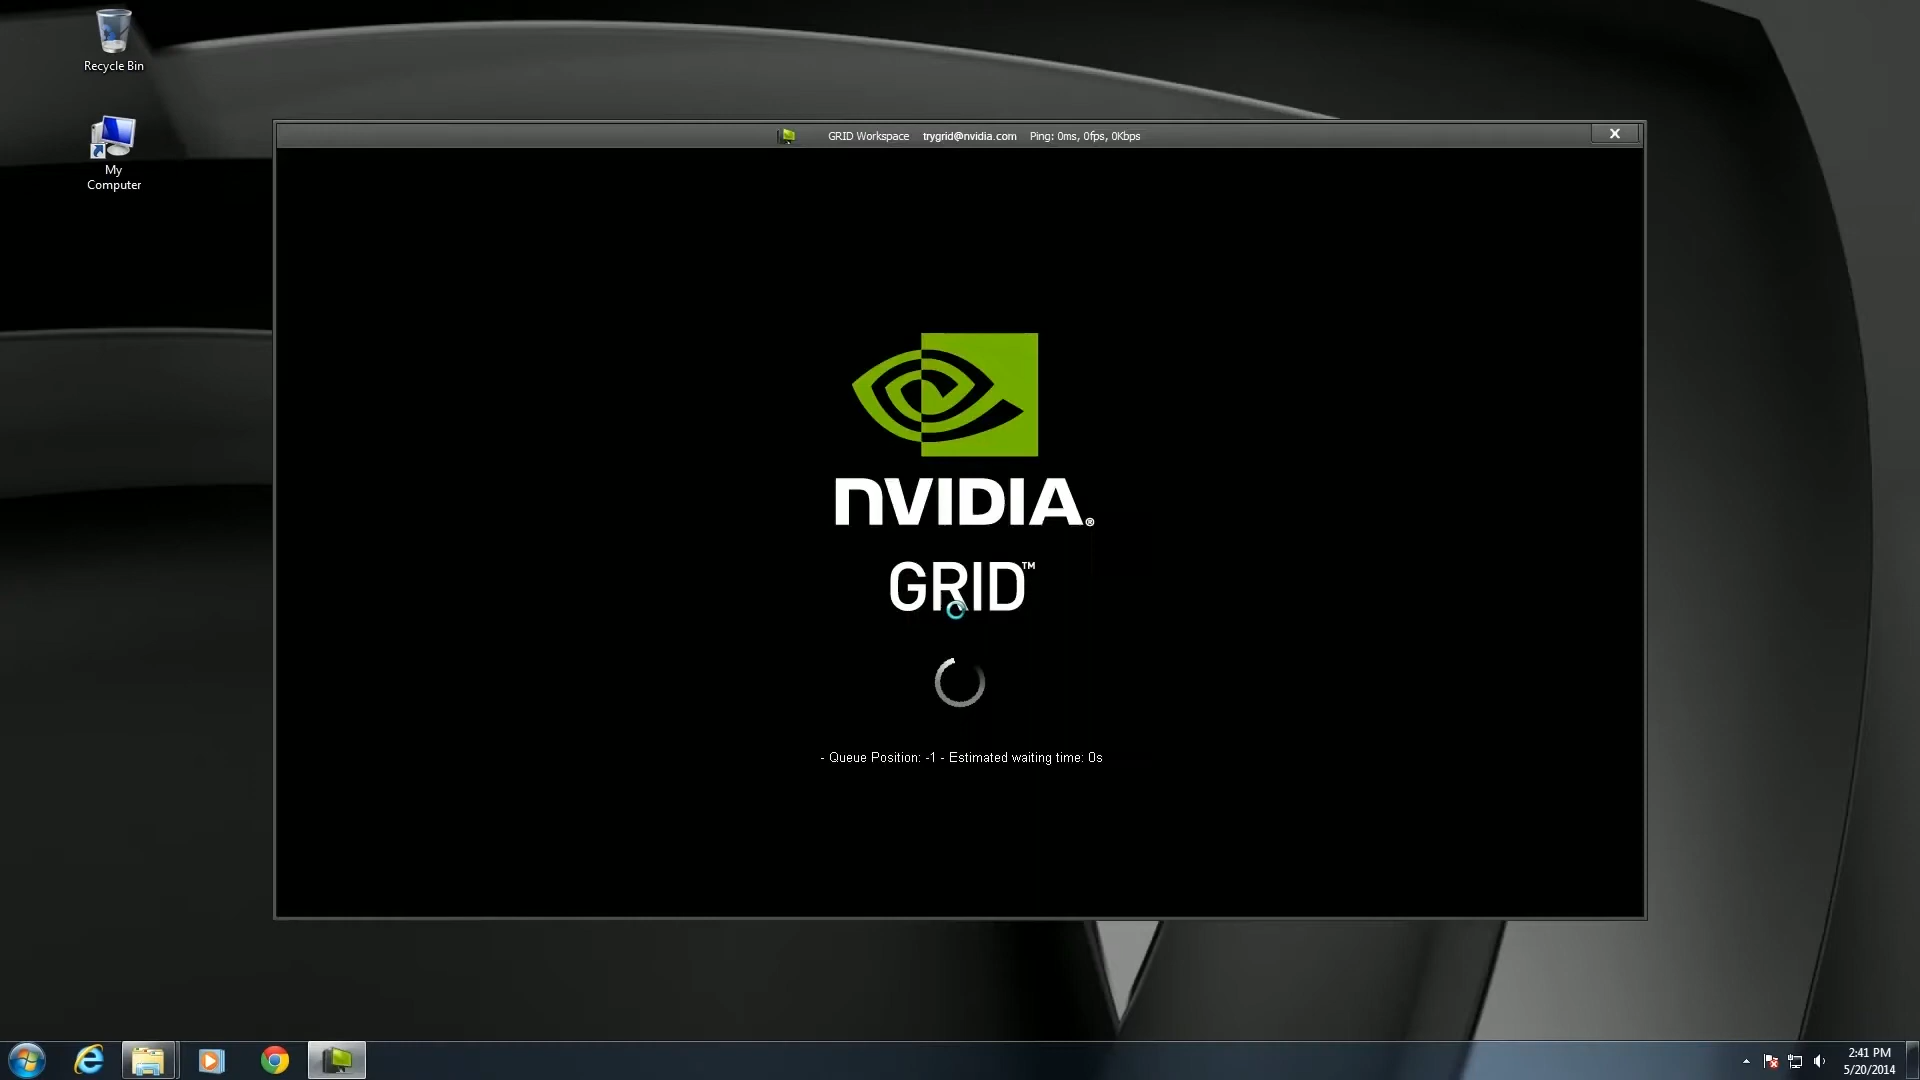 Recycle Bin
My
Computer
GRID Workspace trygrid@nvidia.com Ping: 0ms, 0fps, 0Kbps
X
nVIDIA®
GRID™
- Queue Position: -1 - Estimated waiting time: 0s
2:41 PM
5/20/2014